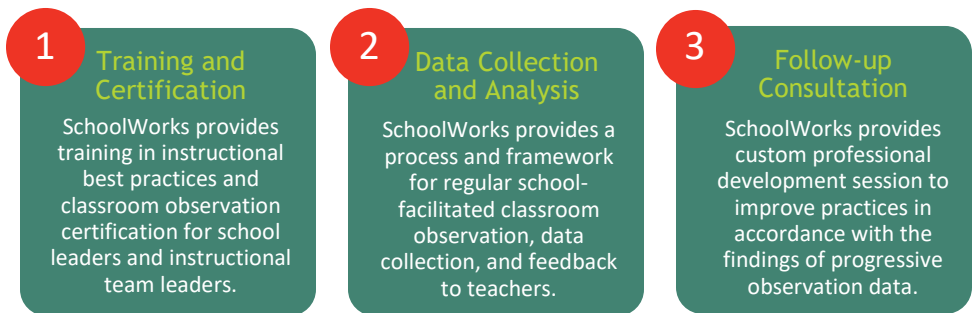 1
Training and
Certification
SchoolWorks provides
training in instructional
best practices and
classroom observation
certification for school
leaders and instructional
team leaders.
2
Data Collection
and Analysis
SchoolWorks provides a
process and framework
for regular school-
facilitated classroom
observation, data
collection, and feedback
to teachers.
3
Follow-up
Consultation
SchoolWorks provides
custom professional
development session to
improve practices in
accordance with the
findings of progressive
observation data.